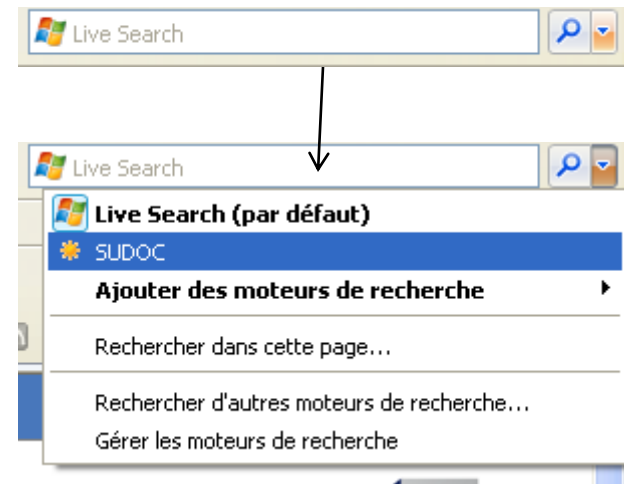 Live Search
Live Search
Live Search (par défaut)
SUDOC
Ajouter des moteurs de recherche
Rechercher dans cette page...
Rechercher d'autres moteurs de recherche...
Gérer les moteurs de recherche